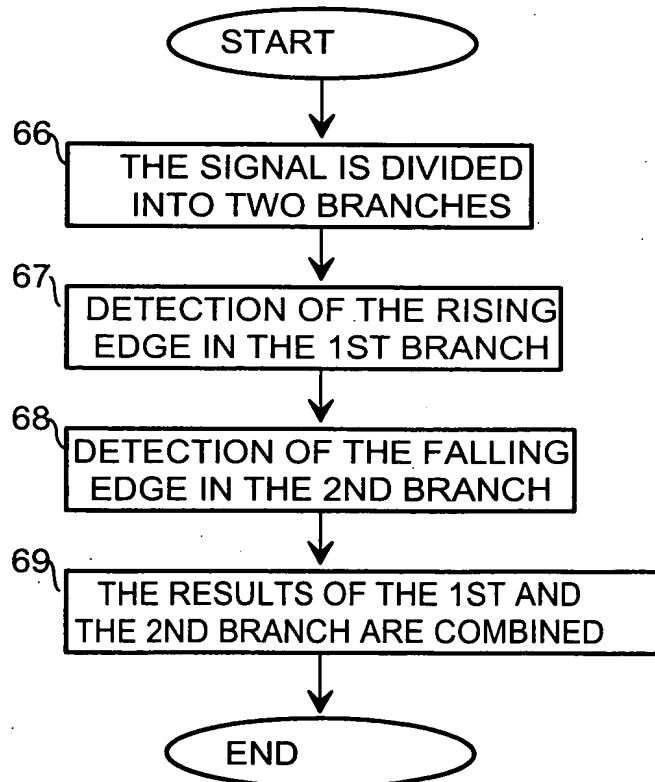 START
66
THE SIGNAL IS DIVIDED
INTO TWO BRANCHES
67
DETECTION OF THE RISING
EDGE IN THE 1ST BRANCH
68
DETECTION OF THE FALLING
EDGE IN THE 2ND BRANCH
69
THE RESULTS OF THE 1ST AND
THE 2ND BRANCH ARE COMBINED
END